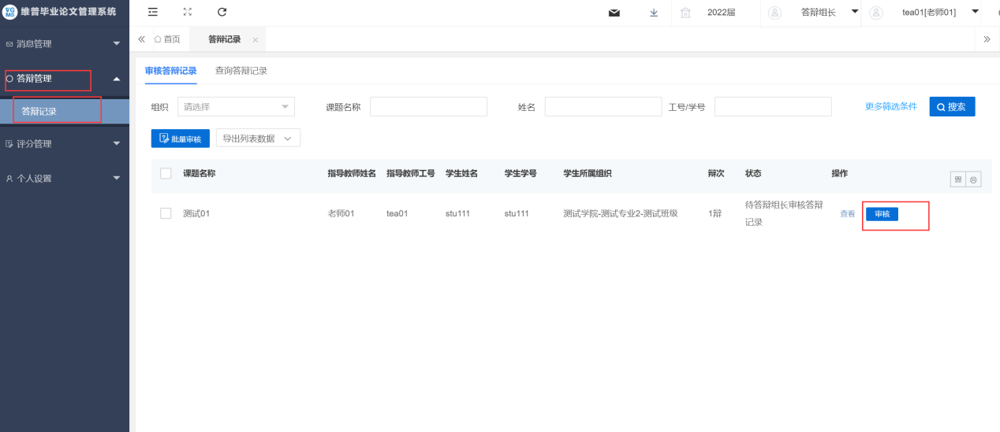 VG
MS
维普毕业论文管理系统
2022届
答辩组长
tea01[老师01]
消息管理
首页
答辩记录
答辩管理
审核答辩记录
查询答辩记录
答辩记录
组织
请选择
课题名称
姓名
工号/学号
更多筛选条件
搜索
批量审核
导出列表数据
评分管理
个人设置
课题名称 指导教师姓名 指导教师工号 学生姓名 学生学号 学生所属组织 辩次 状态 操作
测试01 老师01 tea01 stu111 stu111 测试学院-测试专业2-测试班级 1辩 待答辩组长审核答辩
记录
查看
审核